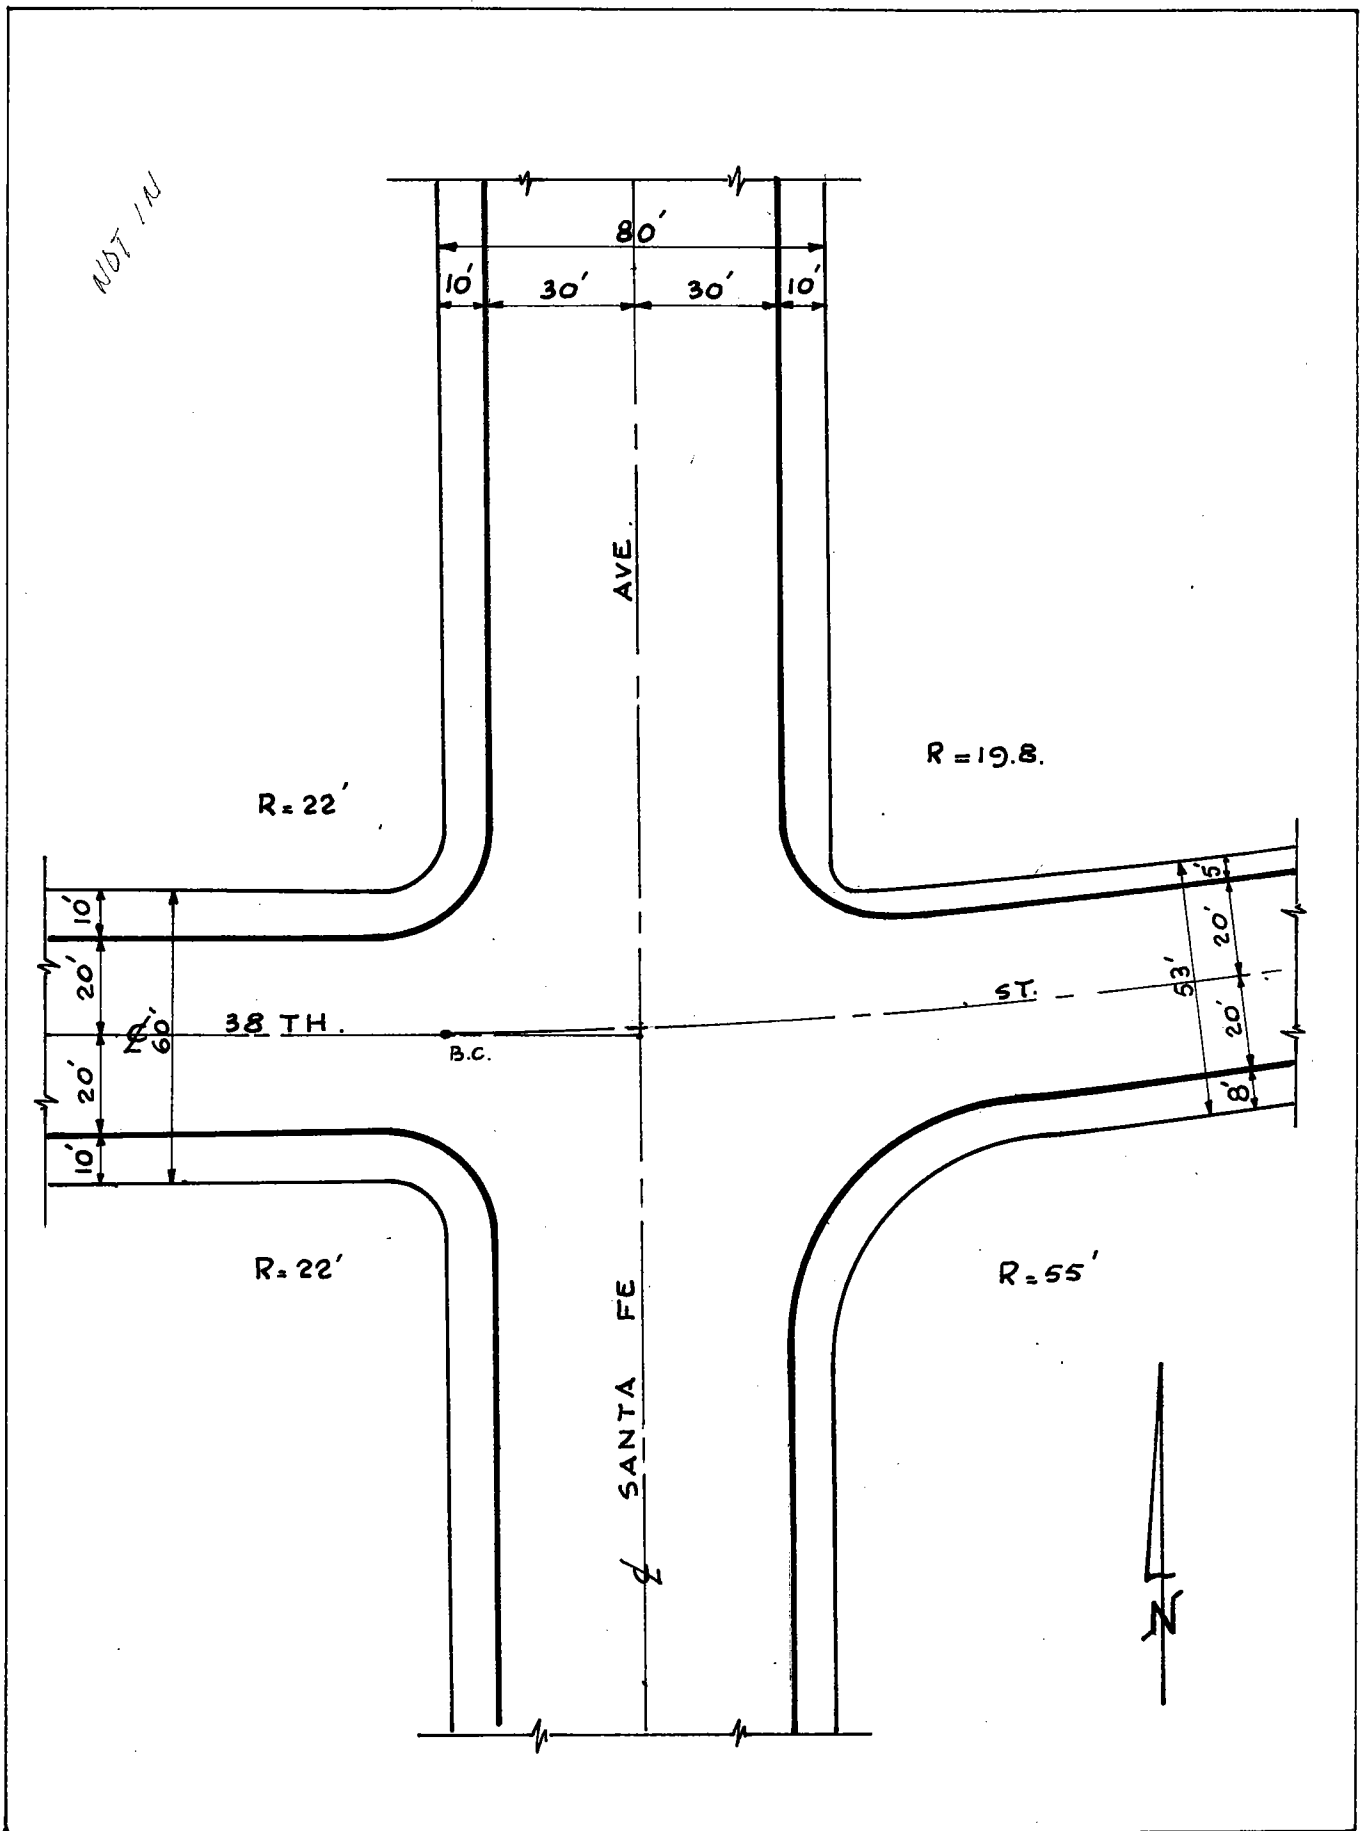 NOT IN
80'
10' 30' 30' 10'
AVE.
R = 19.8.
R = 22'
10'
20'
60'
20'
10'
℄ 38 TH.
B.C.
ST.
5'
20'
53'
20'
8'
R = 22'
R = 55'
SANTA FE
℄
N